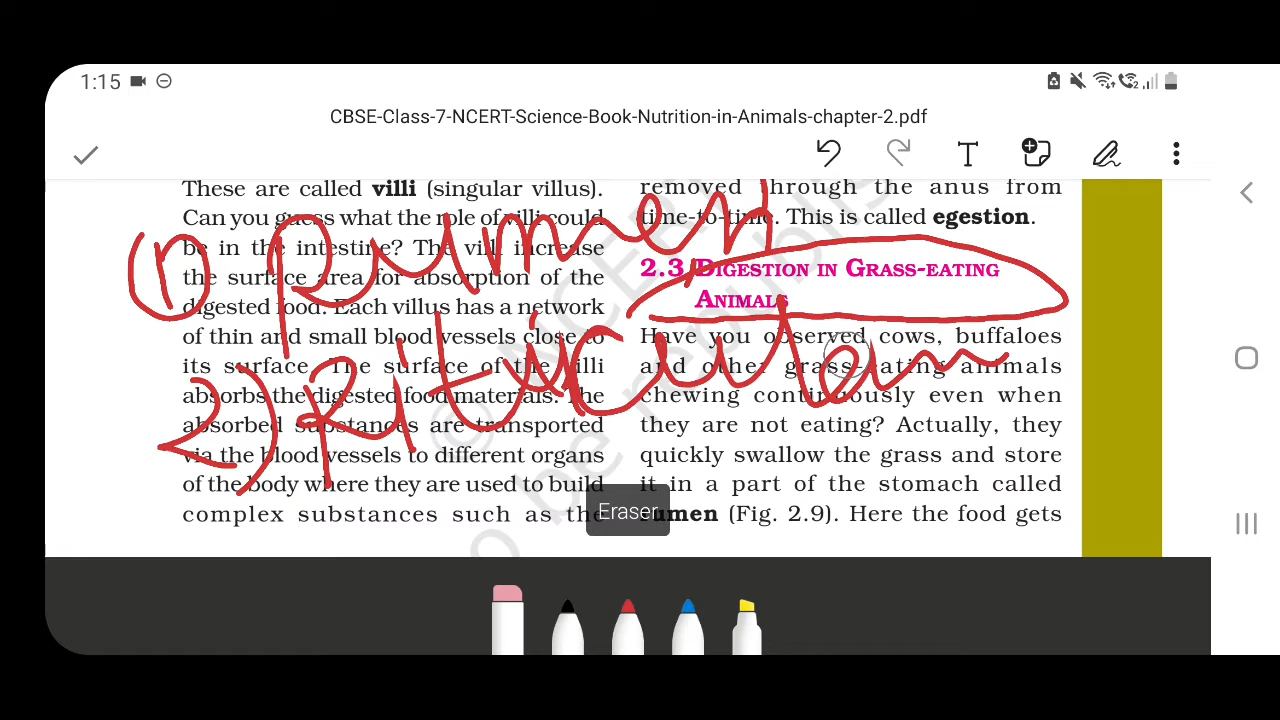 1:15
CBSE-Class-7-NCERT-Science-Book-Nutrition-in-Animals-chapter-2.pdf
T
These are called villi (singular villus).
Can you guess what the role of villi could
be in the intestine? The villi increase
the surface area for absorption of the
digested food. Each villus has a network
of thin and small blood vessels close to
its surface. The surface of the villi
absorbs the digested food materials. The
absorbed substances are transported
via the blood vessels to different organs
of the body where they are used to build
complex substances such as the
removed through the anus from
time-to-time. This is called egestion.
2.3 DIGESTION IN GRASS-EATING
ANIMALS
Have you observed cows, buffaloes
and other grass-eating animals
chewing continuously even when
they are not eating? Actually, they
quickly swallow the grass and store
it in a part of the stomach called
rumen (Fig. 2.9). Here the food gets
1) Rumen
2) Riticulam
© NCERT
o be republis
Eraser